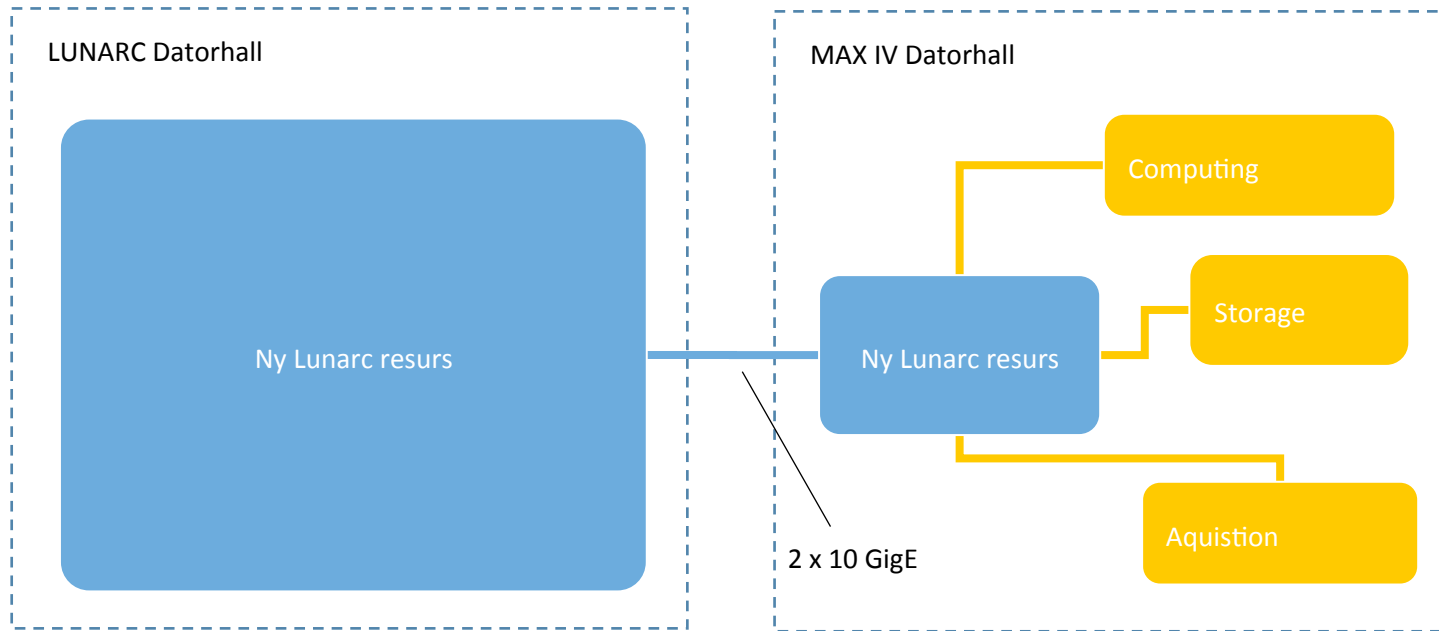 LUNARC Datorhall
Ny Lunarc resurs
2 x 10 GigE
MAX IV Datorhall
Ny Lunarc resurs
Computing
Storage
Aquistion